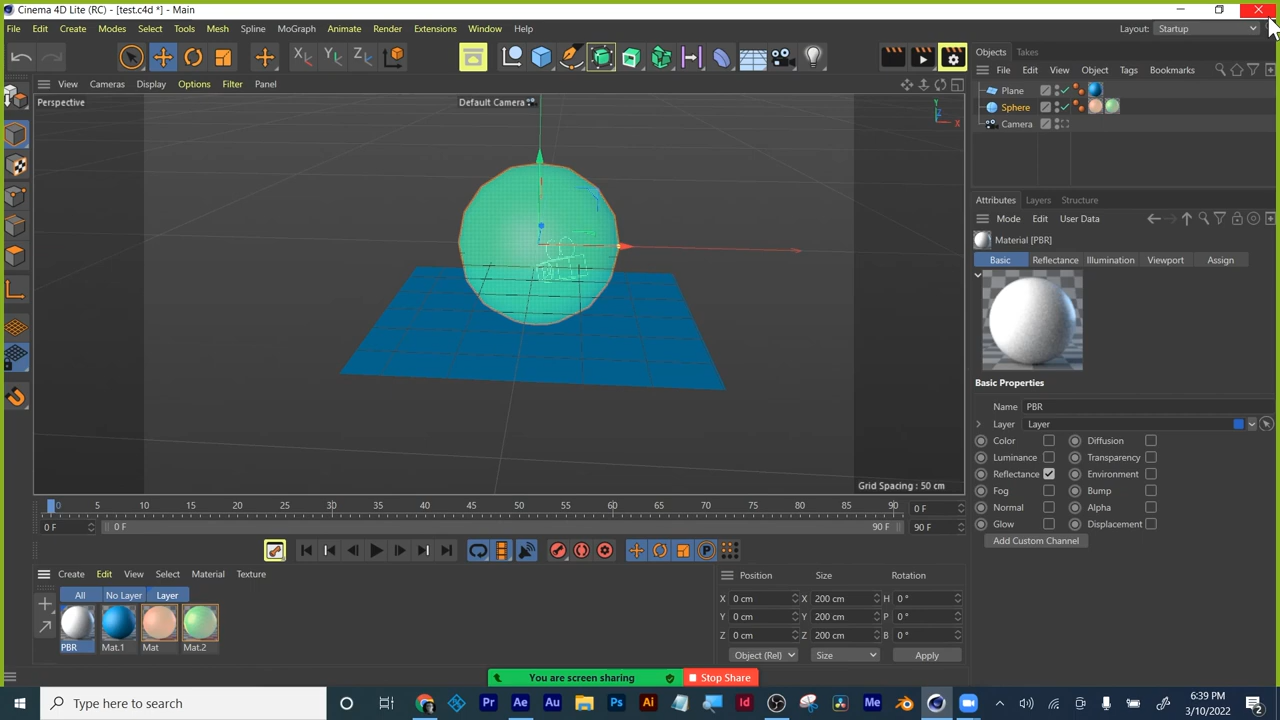 Cinema 4D Lite (RC) - [test.c4d *] - Main
File Edit Create Modes Select Tools Mesh Spline MoGraph Animate Render Extensions Window Help
Layout: Startup
X Y Z
Objects Takes
File Edit View Object Tags Bookmarks
View Cameras Display Options Filter Panel
Perspective
Default Camera
Y
Z
X
Plane
Sphere
Camera
Attributes Layers Structure
Mode Edit User Data
Material [PBR]
Basic Reflectance Illumination Viewport Assign
Basic Properties
Name PBR
Layer Layer
Color Diffusion
Luminance Transparency
Reflectance Environment
Fog Bump
Normal Alpha
Glow Displacement
Add Custom Channel
Grid Spacing : 50 cm
0 5 10 15 20 25 30 35 40 45 50 55 60 65 70 75 80 85 90 0 F
0 F 0 F 90 F 90 F
P
Create Edit View Select Material Texture
All No Layer Layer
PBR Mat.1 Mat Mat.2
Position Size Rotation
X 0 cm X 200 cm H 0 °
Y 0 cm Y 200 cm P 0 °
Z 0 cm Z 200 cm B 0 °
Object (Rel) Size Apply
You are screen sharing Stop Share
Type here to search
Pr Ae Au Ps Ai Id Me
6:39 PM
3/10/2022
2